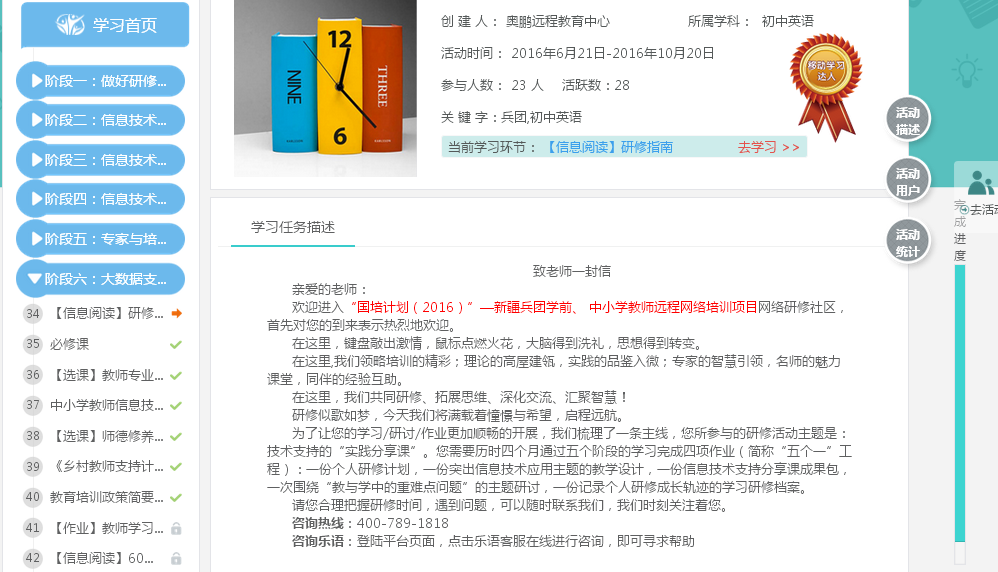 学习首页
阶段一：做好研修...
阶段二：信息技术...
阶段三：信息技术...
阶段四：信息技术...
阶段五：专家与培...
阶段六：大数据支...
34 【信息阅读】研修...
35 必修课
36 【选课】教师专业...
37 中小学教师信息技...
38 【选课】师德修养...
39 《乡村教师支持计...
40 教育培训政策简要...
41 【作业】教师学习...
42 【信息阅读】60...
12
NINE
THREE
6
创 建 人： 奥鹏远程教育中心 所属学科： 初中英语
活动时间： 2016年6月21日-2016年10月20日
参与人数： 23 人 活跃数：28
关 键 字：兵团,初中英语
当前学习环节：【信息阅读】研修指南 去学习 >>
移动学习
达人
活动
描述
活动
用户
活动
统计
去活动
完
成
进
度
学习任务描述
致老师一封信
亲爱的老师：
欢迎进入“国培计划（2016）”—新疆兵团学前、 中小学教师远程网络培训项目网络研修社区，
首先对您的到来表示热烈地欢迎。
在这里，键盘敲出激情，鼠标点燃火花，大脑得到洗礼，思想得到转变。
在这里,我们领略培训的精彩；理论的高屋建瓴，实践的品鉴入微；专家的智慧引领，名师的魅力
课堂，同伴的经验互助。
在这里，我们共同研修、拓展思维、深化交流、汇聚智慧！
研修似歌如梦，今天我们将满载着憧憬与希望，启程远航。
为了让您的学习/研讨/作业更加顺畅的开展，我们梳理了一条主线，您所参与的研修活动主题是：
技术支持的“实践分享课”。您需要历时四个月通过五个阶段的学习完成四项作业（简称“五个一”工
程）：一份个人研修计划，一份突出信息技术应用主题的教学设计，一份信息技术支持分享课成果包，
一次围绕“教与学中的重难点问题”的主题研讨，一份记录个人研修成长轨迹的学习研修档案。
请您合理把握研修时间，遇到问题，可以随时联系我们，我们时刻关注着您。
咨询热线：400-789-1818
咨询乐语：登陆平台页面，点击乐语客服在线进行咨询，即可寻求帮助